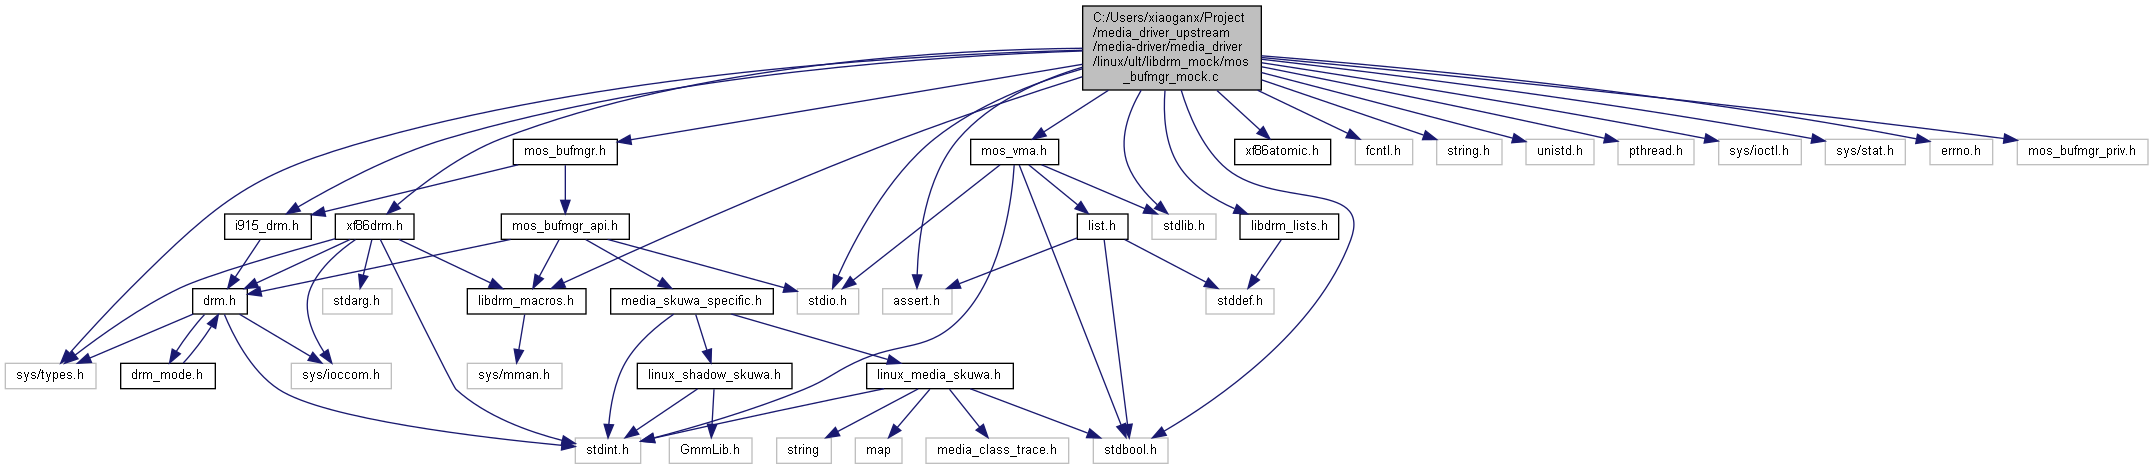 C:/Users/xiaoganx/Project
/media_driver_upstream
/media-driver/media_driver
/linux/ult/libdrm_mock/mos
_bufmgr_mock.c
mos_bufmgr.h
mos_vma.h
xf86atomic.h
fcntl.h
string.h
unistd.h
pthread.h
sys/ioctl.h
sys/stat.h
errno.h
mos_bufmgr_priv.h
i915_drm.h
xf86drm.h
mos_bufmgr_api.h
list.h
stdlib.h
libdrm_lists.h
drm.h
stdarg.h
libdrm_macros.h
media_skuwa_specific.h
stdio.h
assert.h
stddef.h
sys/types.h
drm_mode.h
sys/ioccom.h
sys/mman.h
linux_shadow_skuwa.h
linux_media_skuwa.h
stdint.h
GmmLib.h
string
map
media_class_trace.h
stdbool.h